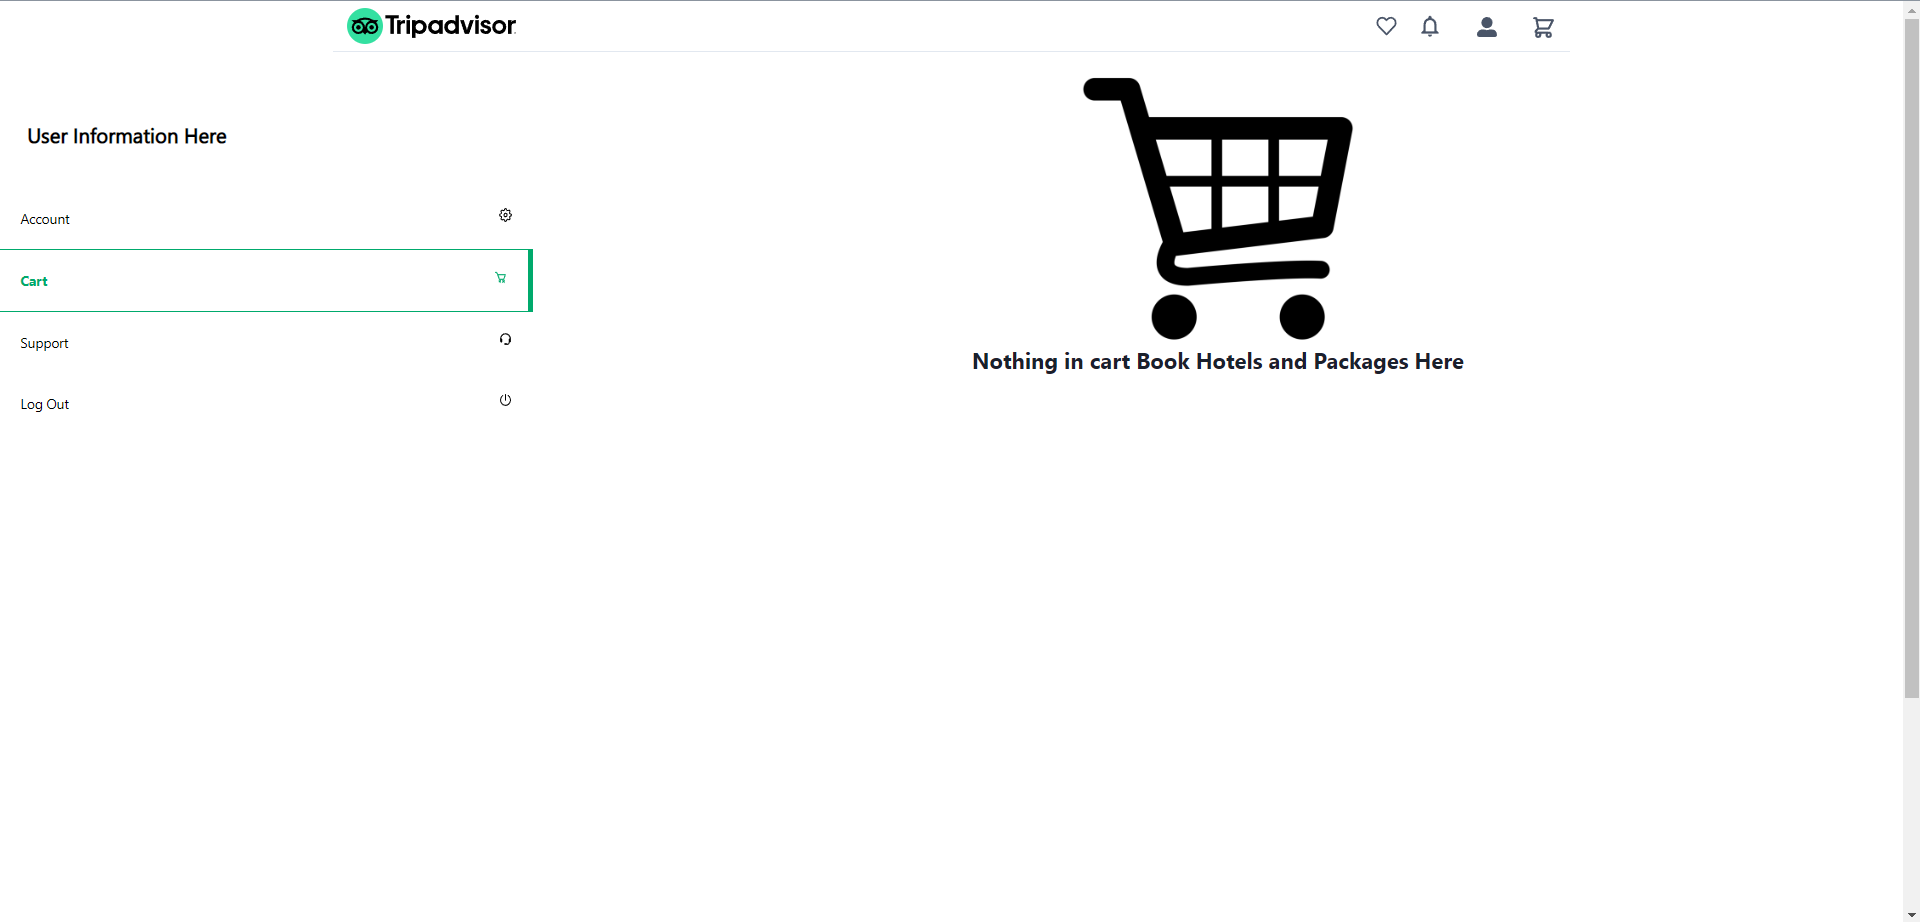 Tripadvisor
User Information Here
Account
Cart
Support
Log Out
Nothing in cart Book Hotels and Packages Here